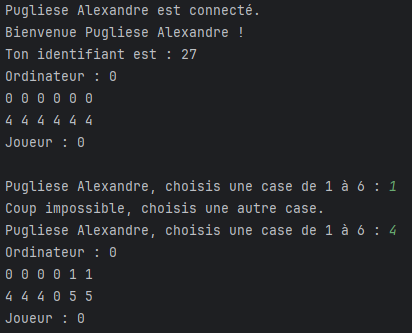 Pugliese Alexandre est connecté.
Bienvenue Pugliese Alexandre !
Ton identifiant est : 27
Ordinateur : 0
0 0 0 0 0 0
4 4 4 4 4 4
Joueur : 0
Pugliese Alexandre, choisis une case de 1 à 6 : 1
Coup impossible, choisis une autre case.
Pugliese Alexandre, choisis une case de 1 à 6 : 4
Ordinateur : 0
0 0 0 0 1 1
4 4 4 0 5 5
Joueur : 0